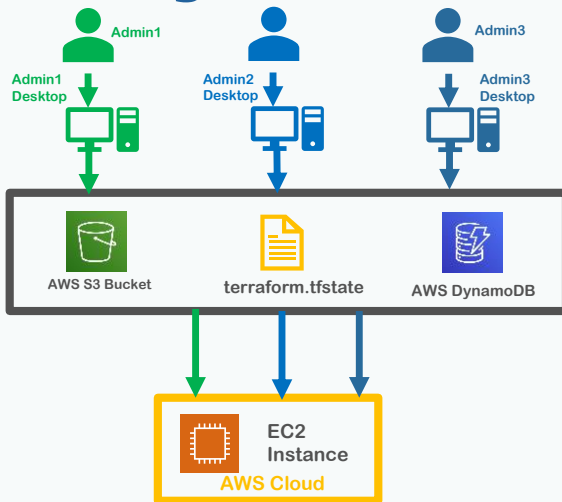 Admin1
Admin3
Admin1
Desktop
Admin2
Desktop
Admin3
Desktop
AWS S3 Bucket
terraform.tfstate
AWS DynamoDB
EC2
Instance
AWS Cloud